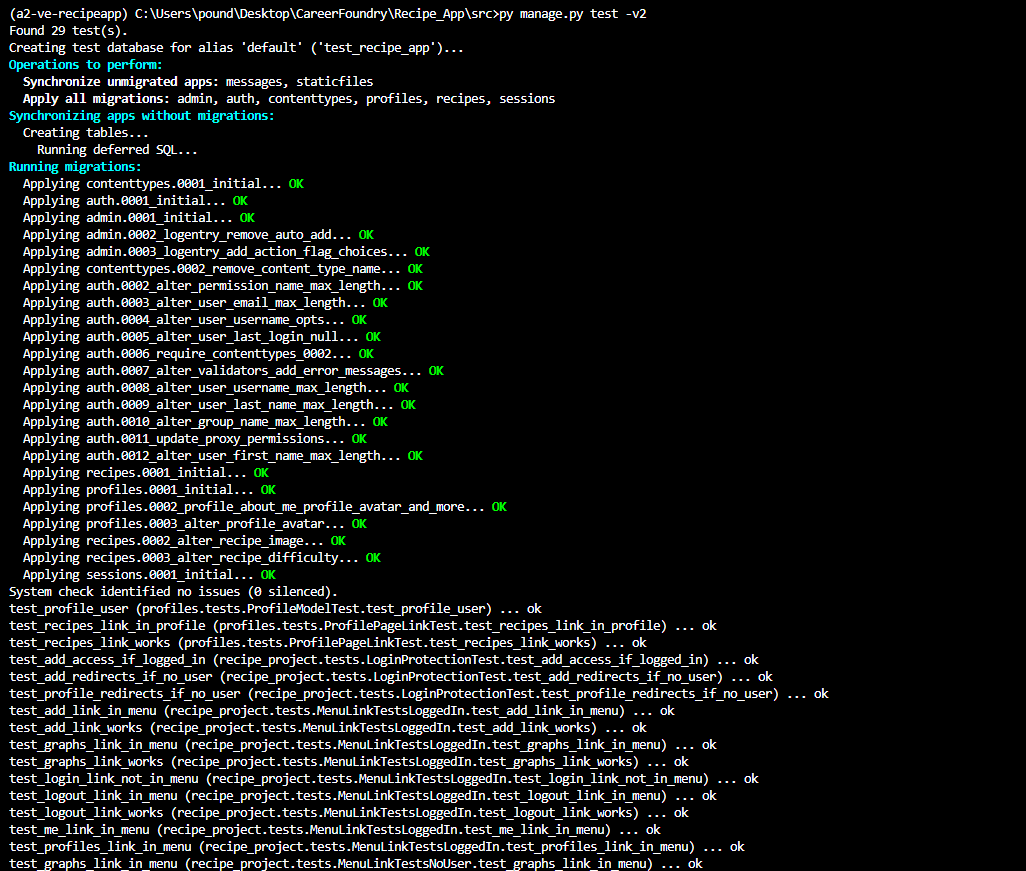 (a2-ve-recipeapp) C:\Users\pound\Desktop\CareerFoundry\Recipe_App\src>py manage.py test -v2
Found 29 test(s).
Creating test database for alias 'default' ('test_recipe_app')...
Operations to perform:
  Synchronize unmigrated apps: messages, staticfiles
  Apply all migrations: admin, auth, contenttypes, profiles, recipes, sessions
Synchronizing apps without migrations:
  Creating tables...
    Running deferred SQL...
Running migrations:
  Applying contenttypes.0001_initial... OK
  Applying auth.0001_initial... OK
  Applying admin.0001_initial... OK
  Applying admin.0002_logentry_remove_auto_add... OK
  Applying admin.0003_logentry_add_action_flag_choices... OK
  Applying contenttypes.0002_remove_content_type_name... OK
  Applying auth.0002_alter_permission_name_max_length... OK
  Applying auth.0003_alter_user_email_max_length... OK
  Applying auth.0004_alter_user_username_opts... OK
  Applying auth.0005_alter_user_last_login_null... OK
  Applying auth.0006_require_contenttypes_0002... OK
  Applying auth.0007_alter_validators_add_error_messages... OK
  Applying auth.0008_alter_user_username_max_length... OK
  Applying auth.0009_alter_user_last_name_max_length... OK
  Applying auth.0010_alter_group_name_max_length... OK
  Applying auth.0011_update_proxy_permissions... OK
  Applying auth.0012_alter_user_first_name_max_length... OK
  Applying recipes.0001_initial... OK
  Applying profiles.0001_initial... OK
  Applying profiles.0002_profile_about_me_profile_avatar_and_more... OK
  Applying profiles.0003_alter_profile_avatar... OK
  Applying recipes.0002_alter_recipe_image... OK
  Applying recipes.0003_alter_recipe_difficulty... OK
  Applying sessions.0001_initial... OK
System check identified no issues (0 silenced).
test_profile_user (profiles.tests.ProfileModelTest.test_profile_user) ... ok
test_recipes_link_in_profile (profiles.tests.ProfilePageLinkTest.test_recipes_link_in_profile) ... ok
test_recipes_link_works (profiles.tests.ProfilePageLinkTest.test_recipes_link_works) ... ok
test_add_access_if_logged_in (recipe_project.tests.LoginProtectionTest.test_add_access_if_logged_in) ... ok
test_add_redirects_if_no_user (recipe_project.tests.LoginProtectionTest.test_add_redirects_if_no_user) ... ok
test_profile_redirects_if_no_user (recipe_project.tests.LoginProtectionTest.test_profile_redirects_if_no_user) ... ok
test_add_link_in_menu (recipe_project.tests.MenuLinkTestsLoggedIn.test_add_link_in_menu) ... ok
test_add_link_works (recipe_project.tests.MenuLinkTestsLoggedIn.test_add_link_works) ... ok
test_graphs_link_in_menu (recipe_project.tests.MenuLinkTestsLoggedIn.test_graphs_link_in_menu) ... ok
test_graphs_link_works (recipe_project.tests.MenuLinkTestsLoggedIn.test_graphs_link_works) ... ok
test_login_link_not_in_menu (recipe_project.tests.MenuLinkTestsLoggedIn.test_login_link_not_in_menu) ... ok
test_logout_link_in_menu (recipe_project.tests.MenuLinkTestsLoggedIn.test_logout_link_in_menu) ... ok
test_logout_link_works (recipe_project.tests.MenuLinkTestsLoggedIn.test_logout_link_works) ... ok
test_me_link_in_menu (recipe_project.tests.MenuLinkTestsLoggedIn.test_me_link_in_menu) ... ok
test_profiles_link_in_menu (recipe_project.tests.MenuLinkTestsLoggedIn.test_profiles_link_in_menu) ... ok
test_graphs_link_in_menu (recipe_project.tests.MenuLinkTestsNoUser.test_graphs_link_in_menu) ... ok